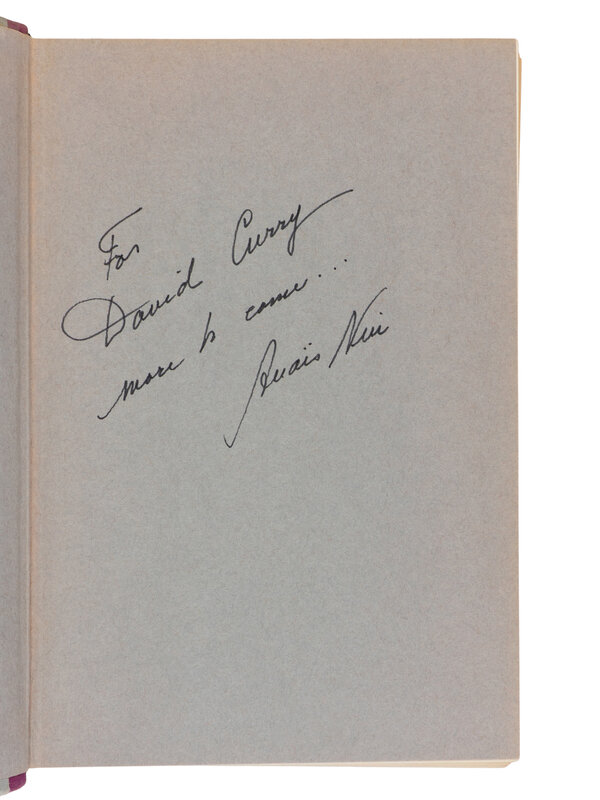 For
David Curry
more to come...
Anaïs Nin